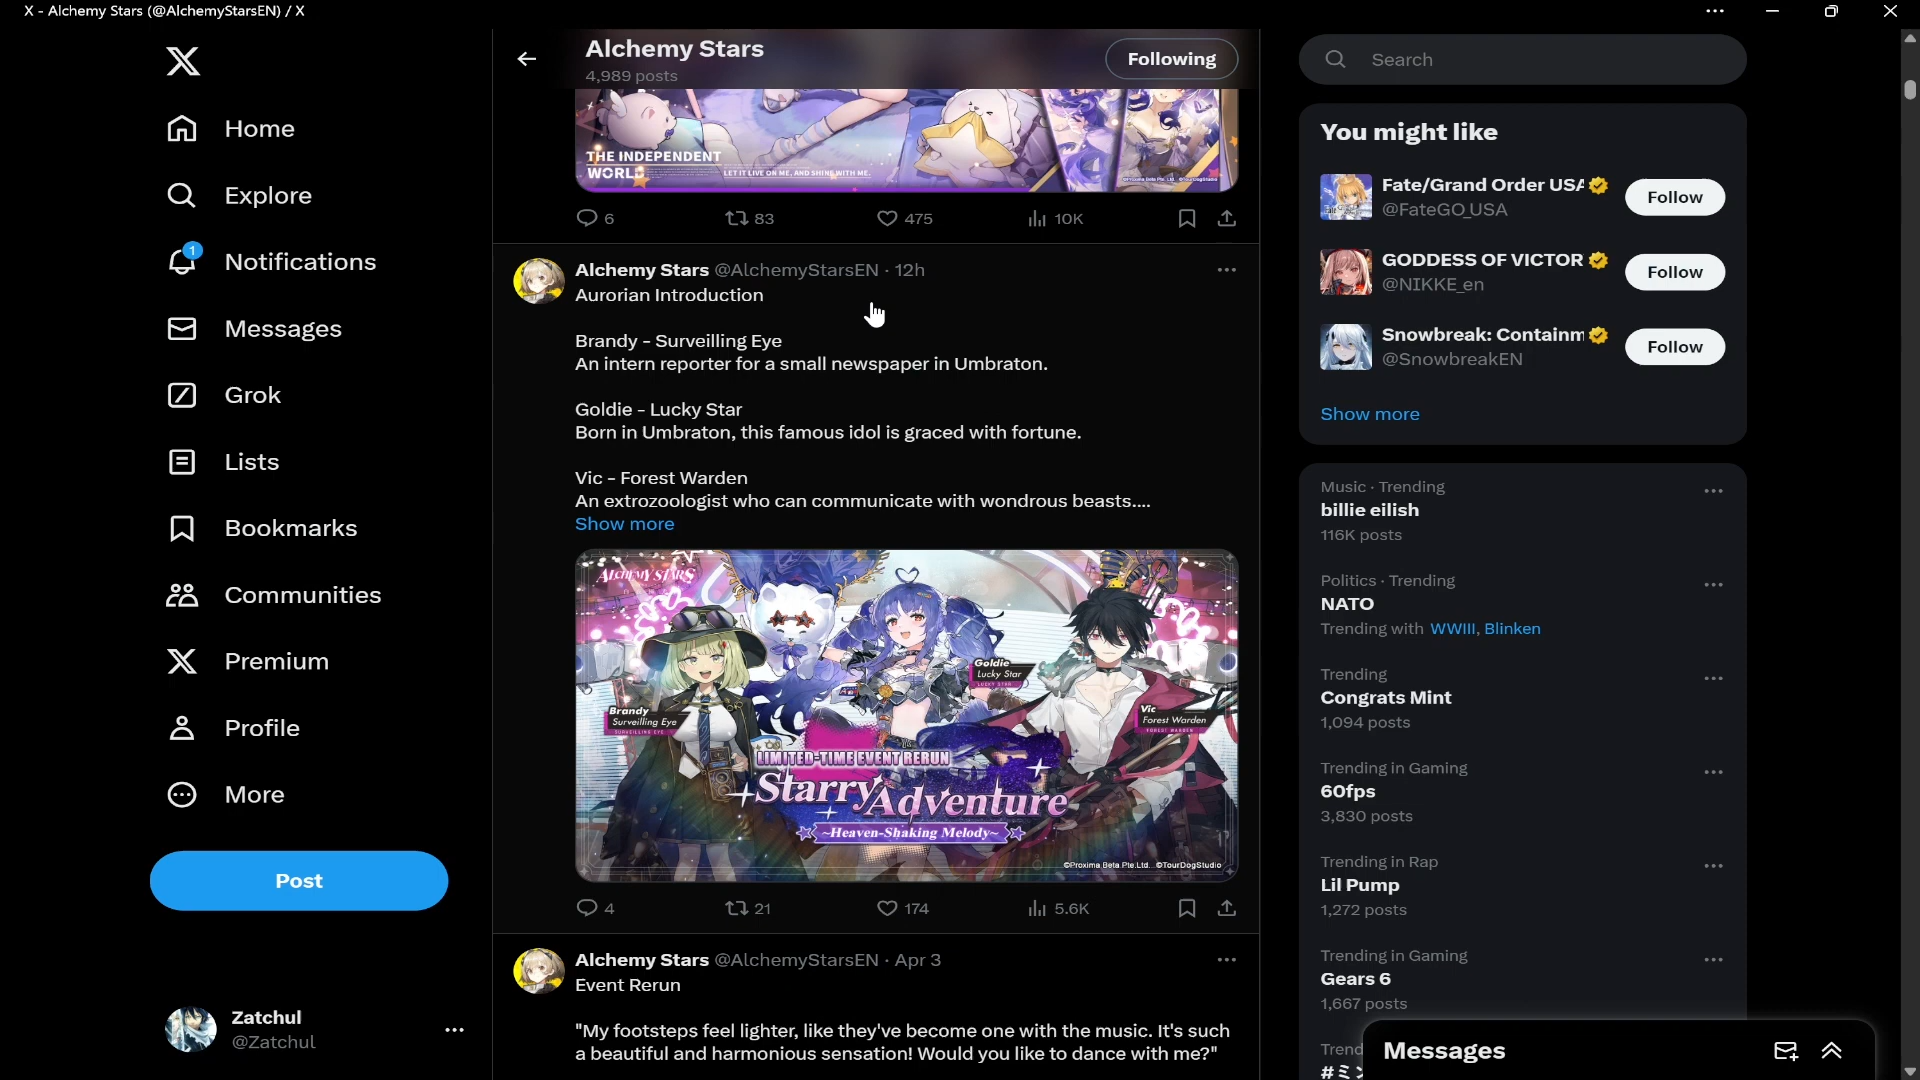 X - Alchemy Stars (@AlchemyStarsEN) / X
Home
Explore
1
Notifications
Messages
Grok
Lists
Bookmarks
Communities
Premium
Profile
More
Post
Zatchul
@Zatchul
Alchemy Stars
4,989 posts
Following
THE INDEPENDENT
WORLD
LET IT LIVE ON ME, AND SHINE WITH ME.
©Proxima Beta Pte. Ltd. ©TourDogStudio
6
83
475
10K
Alchemy Stars @AlchemyStarsEN · 12h
Aurorian Introduction
Brandy - Surveilling Eye
An intern reporter for a small newspaper in Umbraton.
Goldie - Lucky Star
Born in Umbraton, this famous idol is graced with fortune.
Vic - Forest Warden
An extrozoologist who can communicate with wondrous beasts....
Show more
ALCHEMY STARS
Goldie
Lucky Star
LUCKY STAR
Brandy
Surveilling Eye
SURVEILLING EYE
Vic
Forest Warden
FOREST WARDEN
LIMITED-TIME EVENT RERUN
Starry Adventure
~Heaven-Shaking Melody~
©Proxima Beta Pte.Ltd. ©TourDogStudio
4
21
174
5.6K
Alchemy Stars @AlchemyStarsEN · Apr 3
Event Rerun
"My footsteps feel lighter, like they've become one with the music. It's such
a beautiful and harmonious sensation! Would you like to dance with me?"
Search
You might like
Fate/Grand Order USA
@FateGO_USA
Follow
GODDESS OF VICTOR
@NIKKE_en
Follow
Snowbreak: Containm
@SnowbreakEN
Follow
Show more
Music · Trending
billie eilish
116K posts
Politics · Trending
NATO
Trending with WWIII, Blinken
Trending
Congrats Mint
1,094 posts
Trending in Gaming
60fps
3,830 posts
Trending in Rap
Lil Pump
1,272 posts
Trending in Gaming
Gears 6
1,667 posts
Trend
#ミン
Messages